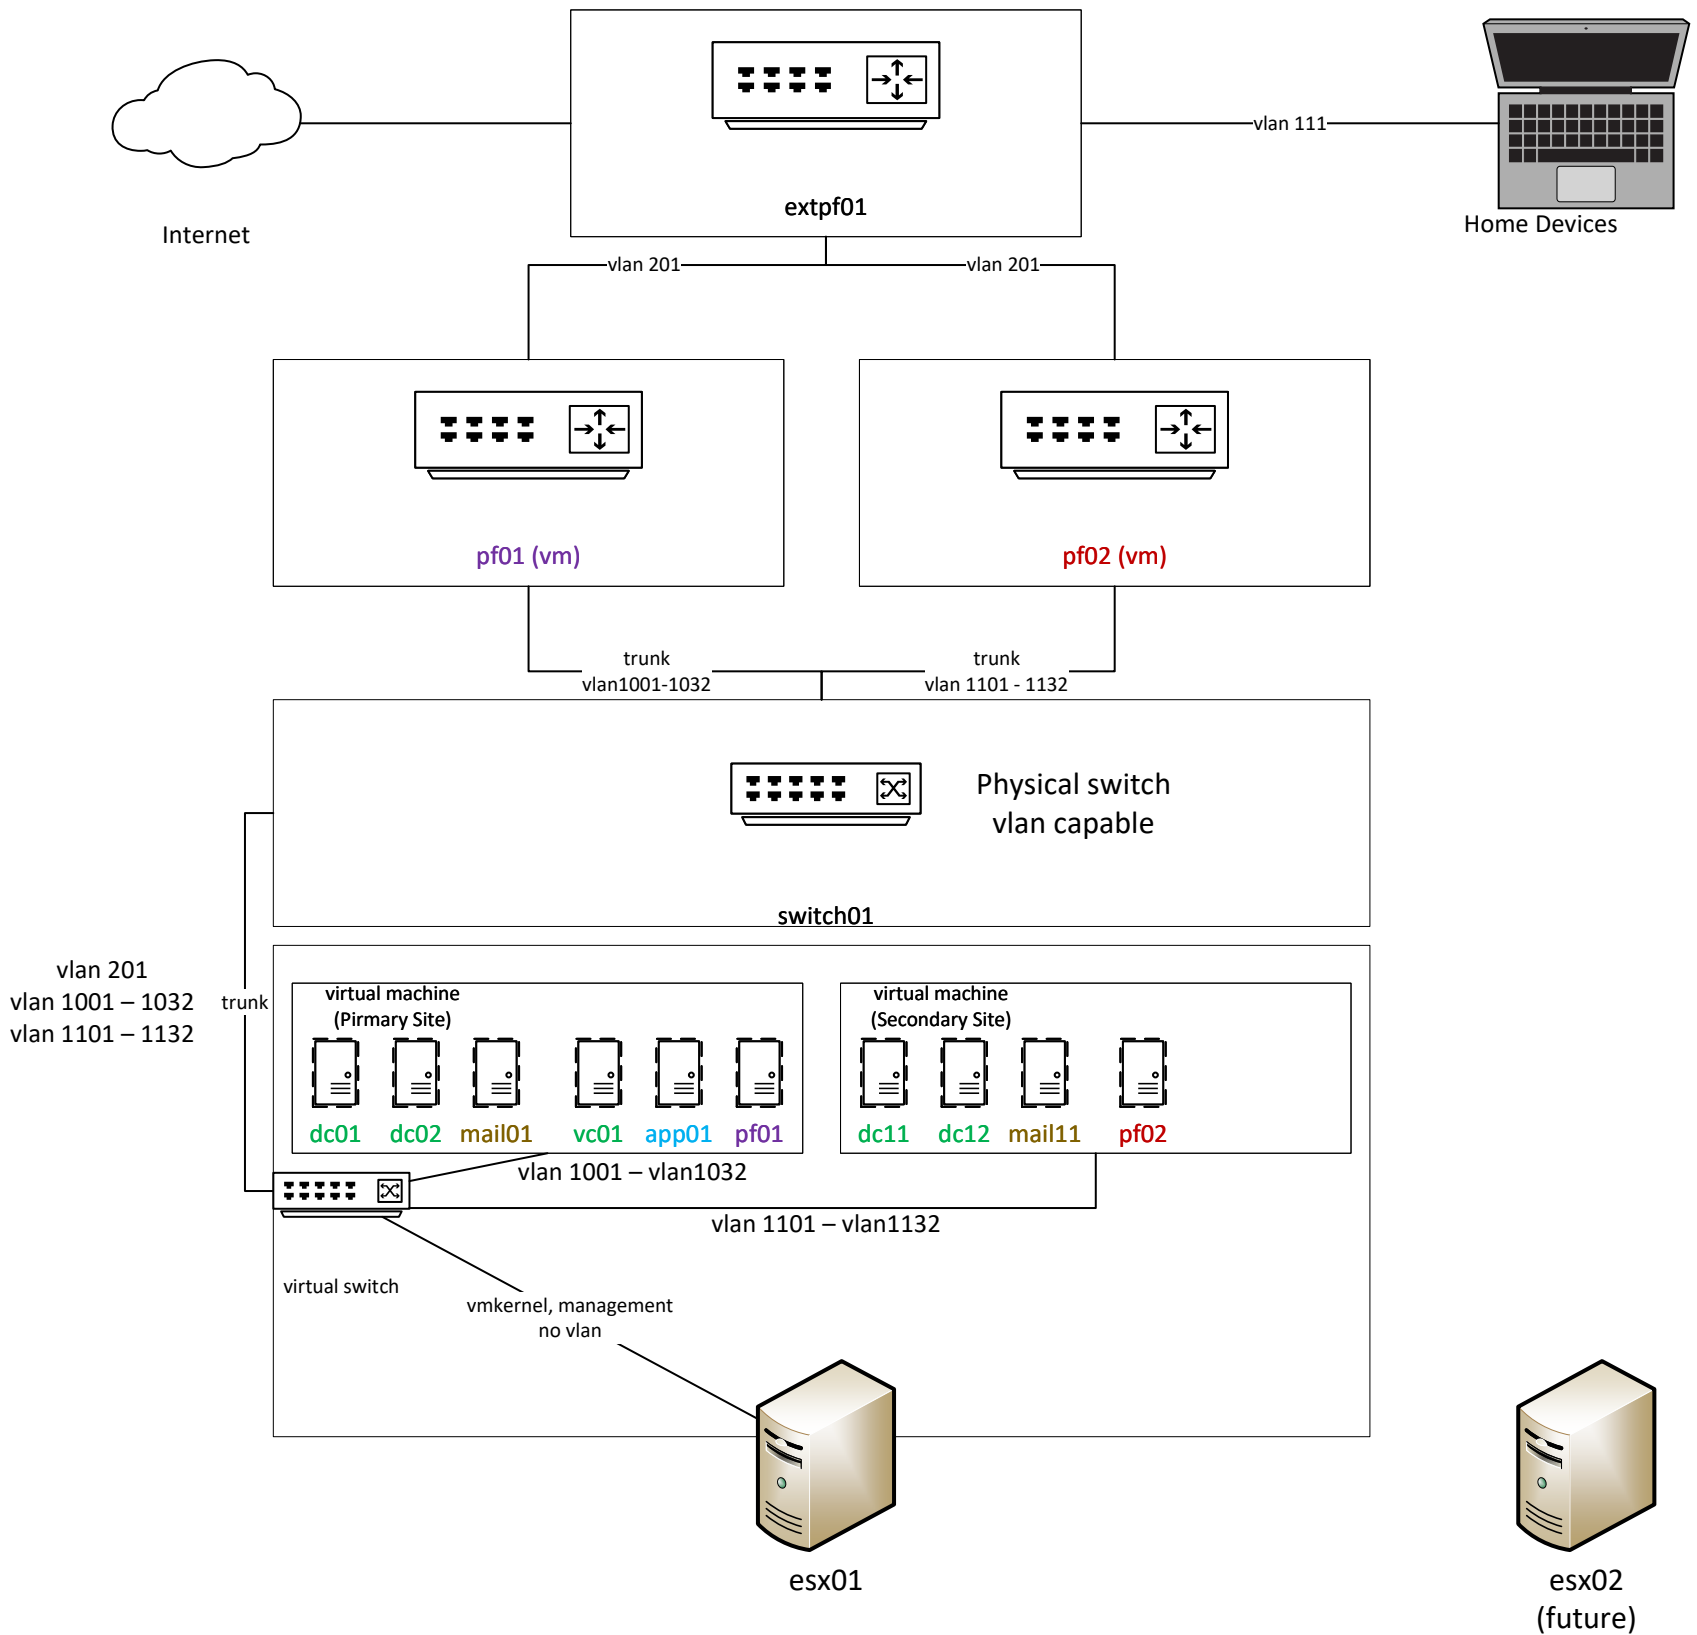 extpf01
Internet
vlan 111
Home Devices
vlan 201
vlan 201
pf01 (vm)
pf02 (vm)
trunk
vlan1001-1032
trunk
vlan 1101 - 1132
Physical switch
vlan capable
switch01
vlan 201
vlan 1001 – 1032
vlan 1101 – 1132
trunk
virtual machine
(Pirmary Site)
dc01
dc02
mail01
vc01
app01
pf01
virtual machine
(Secondary Site)
dc11
dc12
mail11
pf02
vlan 1001 – vlan1032
vlan 1101 – vlan1132
virtual switch
vmkernel, management
no vlan
esx01
esx02
(future)